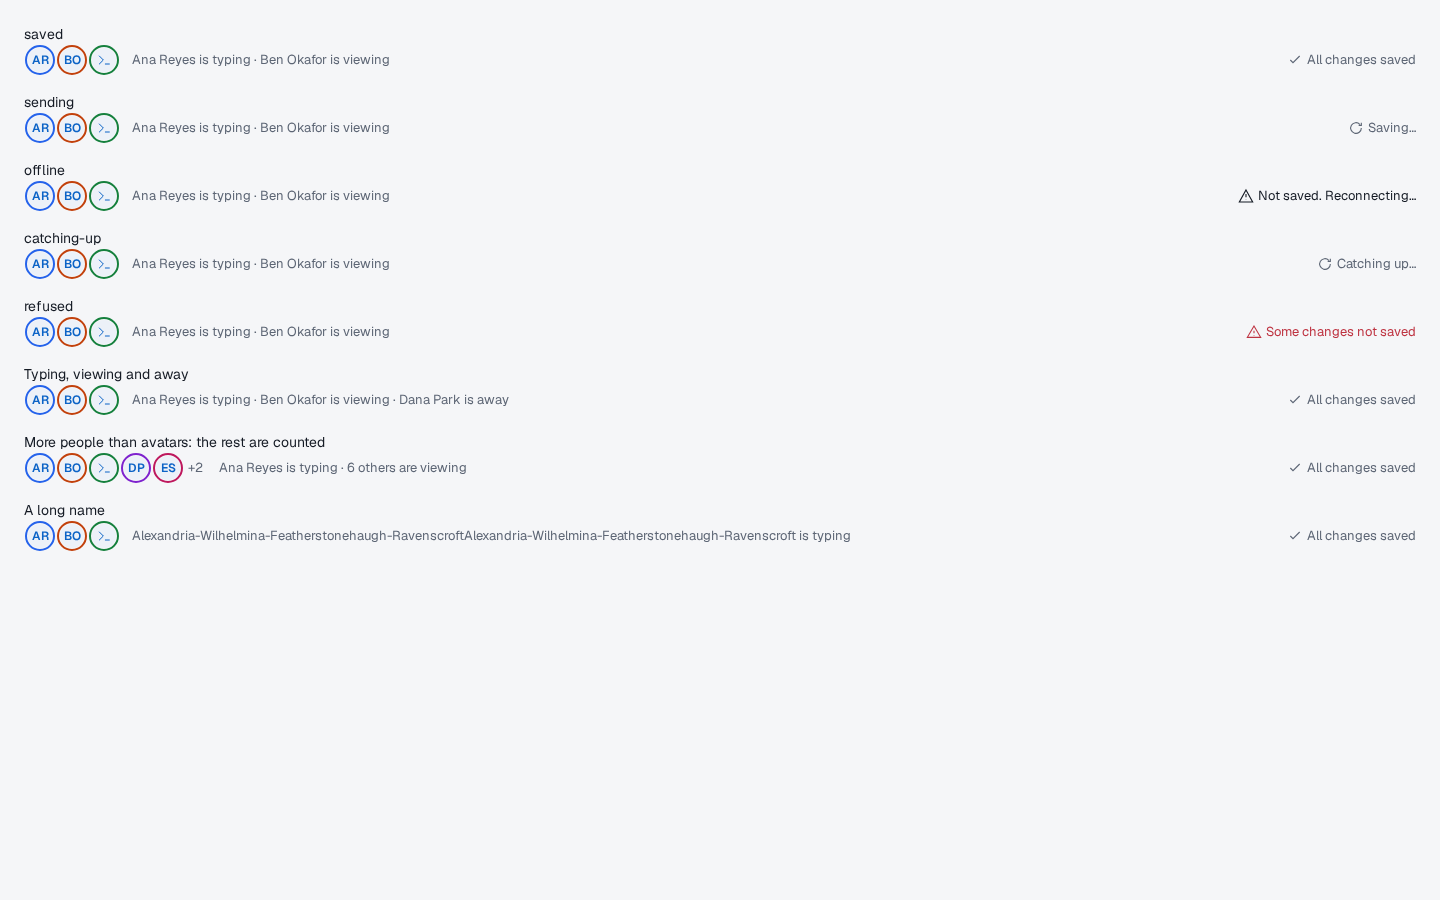 saved
AR BO >_ Ana Reyes is typing · Ben Okafor is viewing All changes saved
sending
AR BO >_ Ana Reyes is typing · Ben Okafor is viewing Saving…
offline
AR BO >_ Ana Reyes is typing · Ben Okafor is viewing Not saved. Reconnecting…
catching-up
AR BO >_ Ana Reyes is typing · Ben Okafor is viewing Catching up…
refused
AR BO >_ Ana Reyes is typing · Ben Okafor is viewing Some changes not saved
Typing, viewing and away
AR BO >_ Ana Reyes is typing · Ben Okafor is viewing · Dana Park is away All changes saved
More people than avatars: the rest are counted
AR BO >_ DP ES +2 Ana Reyes is typing · 6 others are viewing All changes saved
A long name
AR BO >_ Alexandria-Wilhelmina-Featherstonehaugh-RavenscroftAlexandria-Wilhelmina-Featherstonehaugh-Ravenscroft is typing All changes saved